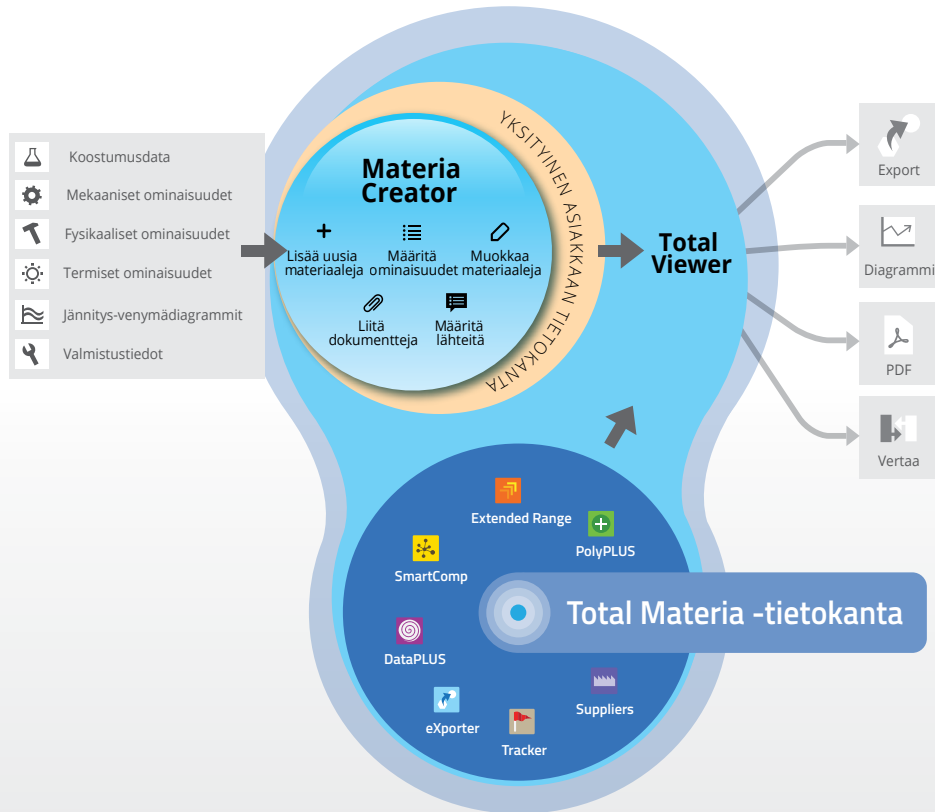 Koostumusdata
Mekaaniset ominaisuudet
Fysikaaliset ominaisuudet
Termiset ominaisuudet
Jännitys-venymädiagrammit
Valmistustiedot
Materia
Creator
Lisää uusia
materiaaleja
Määritä
ominaisuudet
Muokkaa
materiaaleja
Liitä
dokumentteja
Määritä
lähteitä
YKSITYINEN ASIAKKAAN TIETOKANTA
Total
Viewer
Export
Diagrammi
PDF
Vertaa
Extended Range
PolyPLUS
SmartComp
Total Materia -tietokanta
DataPLUS
Suppliers
eXporter
Tracker